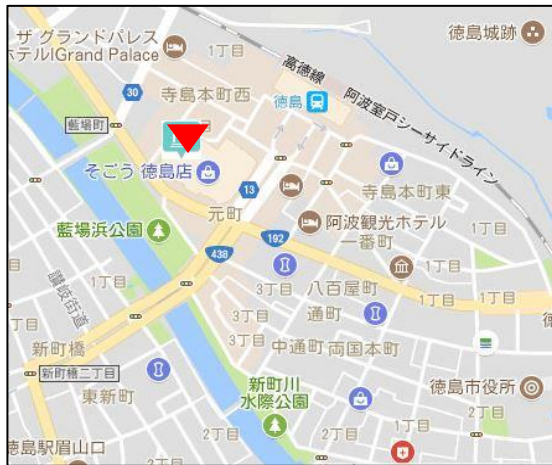 ザ グランドパレス
ホテル(Grand Palace
1丁目
徳島城跡
高徳線
30
寺島本町西
徳島
阿波室戸シーサイドライン
藍場町
1丁目
そごう 徳島店
13
寺島本町東
元町
藍場浜公園
阿波観光ホテル
一番町
192
438
1丁目
讃岐街道
1丁目
3丁目
八百屋町
1丁目
1丁目
3丁目
通町
新町橋
3丁目
中通町
両国本町
新町橋二丁目
東新町
新町川
水際公園
徳島市役所
2丁目
2丁目
2丁目
徳島駅眉山口
2丁目